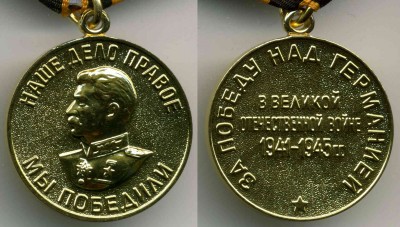 НАШЕ ДЕЛО ПРАВОЕ
МЫ ПОБЕДИЛИ
ЗА ПОБЕДУ НАД ГЕРМАНИЕЙ
В ВЕЛИКОЙ
ОТЕЧЕСТВЕННОЙ ВОЙНЕ
1941-1945гг